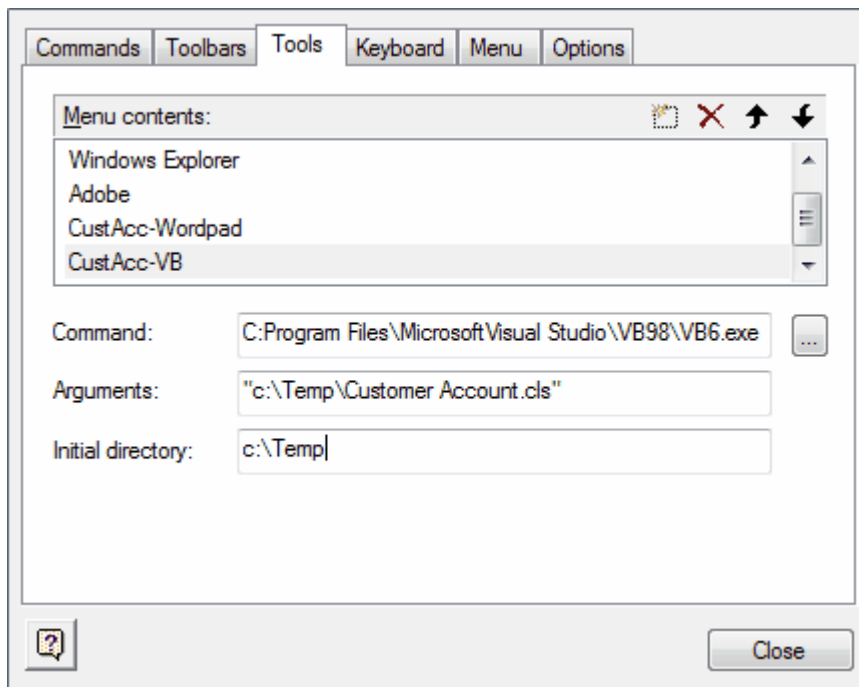 Commands Toolbars Tools Keyboard Menu Options
Menu contents:
Windows Explorer
Adobe
CustAcc-Wordpad
CustAcc-VB
Command: C:Program Files\MicrosoftVisual Studio\VB98\VB6.exe ...
Arguments: "c:\Temp\Customer Account.cls"
Initial directory: c:\Temp
Close